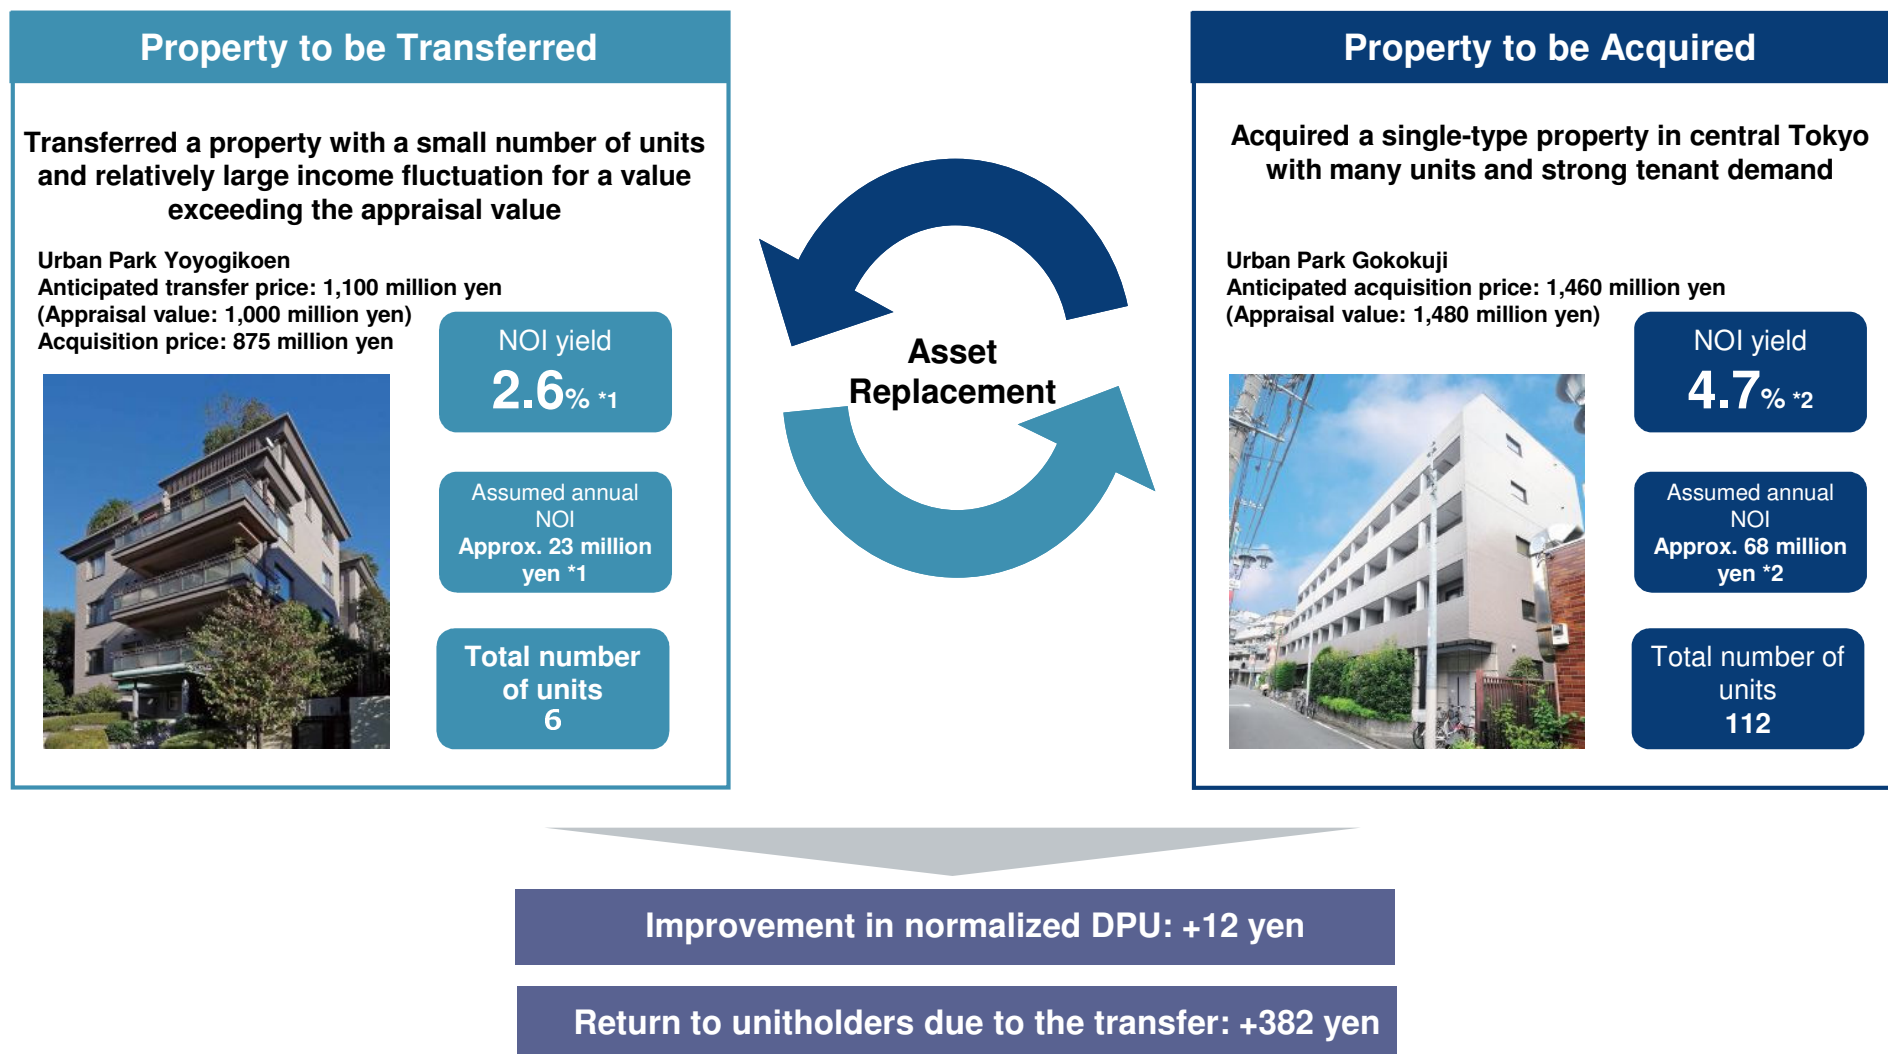 Property to be Transferred
Transferred a property with a small number of units
and relatively large income fluctuation for a value
exceeding the appraisal value
Urban Park Yoyogikoen
Anticipated transfer price: 1,100 million yen
(Appraisal value: 1,000 million yen)
Acquisition price: 875 million yen
NOI yield
2.6% *1
Assumed annual
NOI
Approx. 23 million
yen *1
Total number
of units
6
Asset
Replacement
Property to be Acquired
Acquired a single-type property in central Tokyo
with many units and strong tenant demand
Urban Park Gokokuji
Anticipated acquisition price: 1,460 million yen
(Appraisal value: 1,480 million yen)
NOI yield
4.7% *2
Assumed annual
NOI
Approx. 68 million
yen *2
Total number of
units
112
Improvement in normalized DPU: +12 yen
Return to unitholders due to the transfer: +382 yen